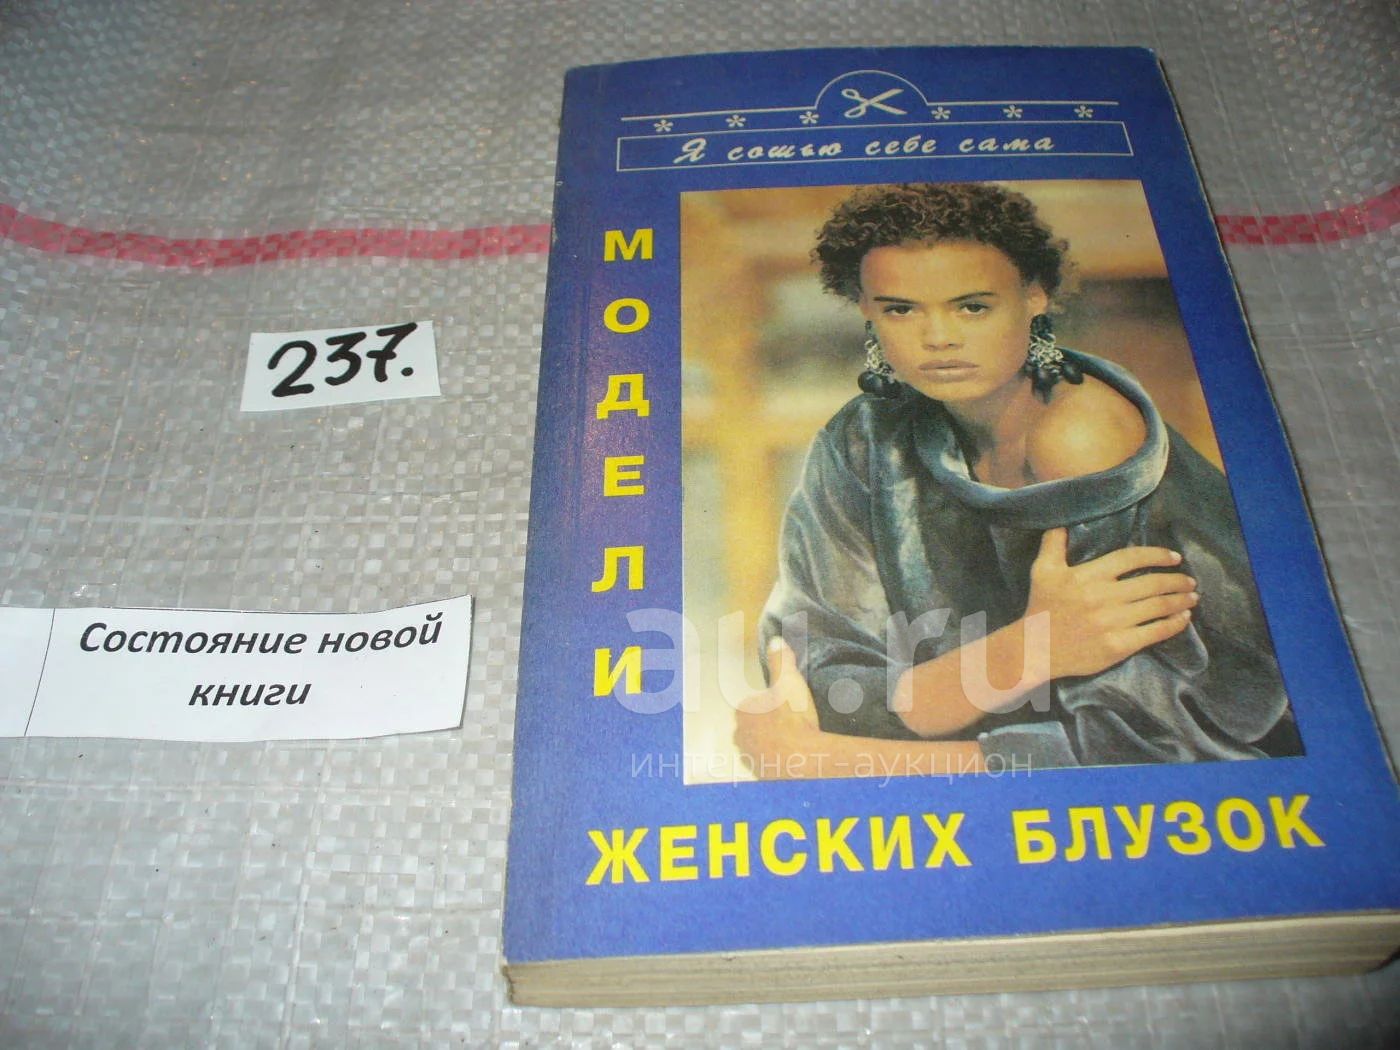 Я сошью себе сама
МОДЕЛИ
ЖЕНСКИХ БЛУЗОК
237.
Состояние новой
книги
au.ru
интернет-аукцион